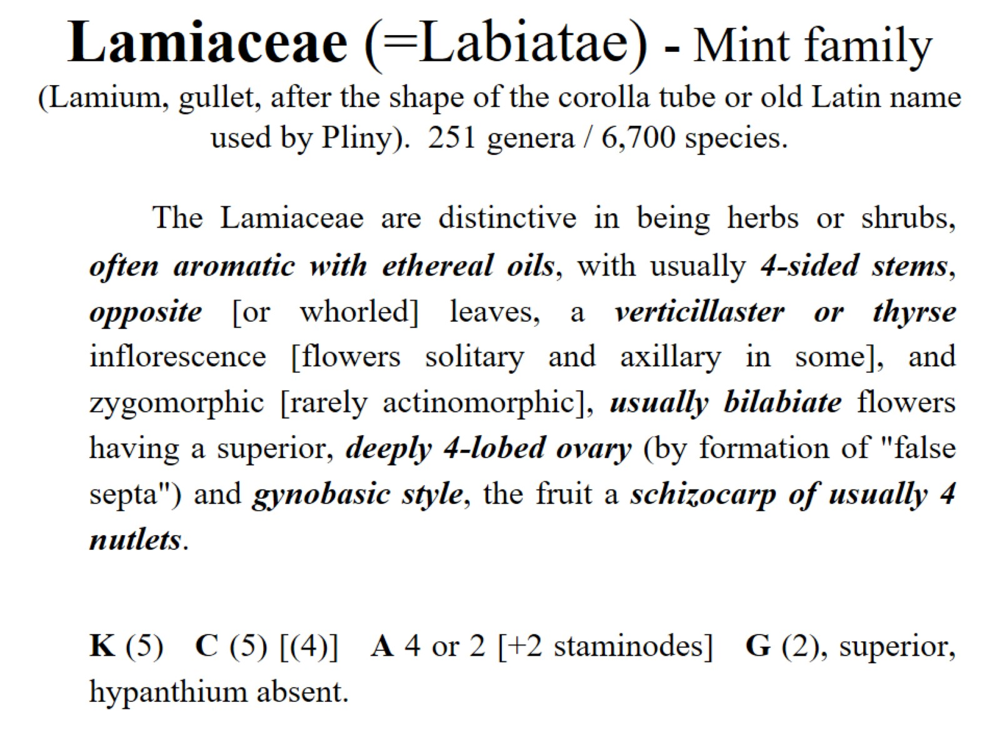 Lamiaceae (=Labiatae) - Mint family
(Lamium, gullet, after the shape of the corolla tube or old Latin name
used by Pliny).  251 genera / 6,700 species.
The Lamiaceae are distinctive in being herbs or shrubs,
often aromatic with ethereal oils, with usually 4-sided stems,
opposite [or whorled] leaves, a verticillaster or thyrse
inflorescence [flowers solitary and axillary in some], and
zygomorphic [rarely actinomorphic], usually bilabiate flowers
having a superior, deeply 4-lobed ovary (by formation of "false
septa") and gynobasic style, the fruit a schizocarp of usually 4
nutlets.
K (5)   C (5) [(4)]   A 4 or 2 [+2 staminodes]   G (2), superior,
hypanthium absent.